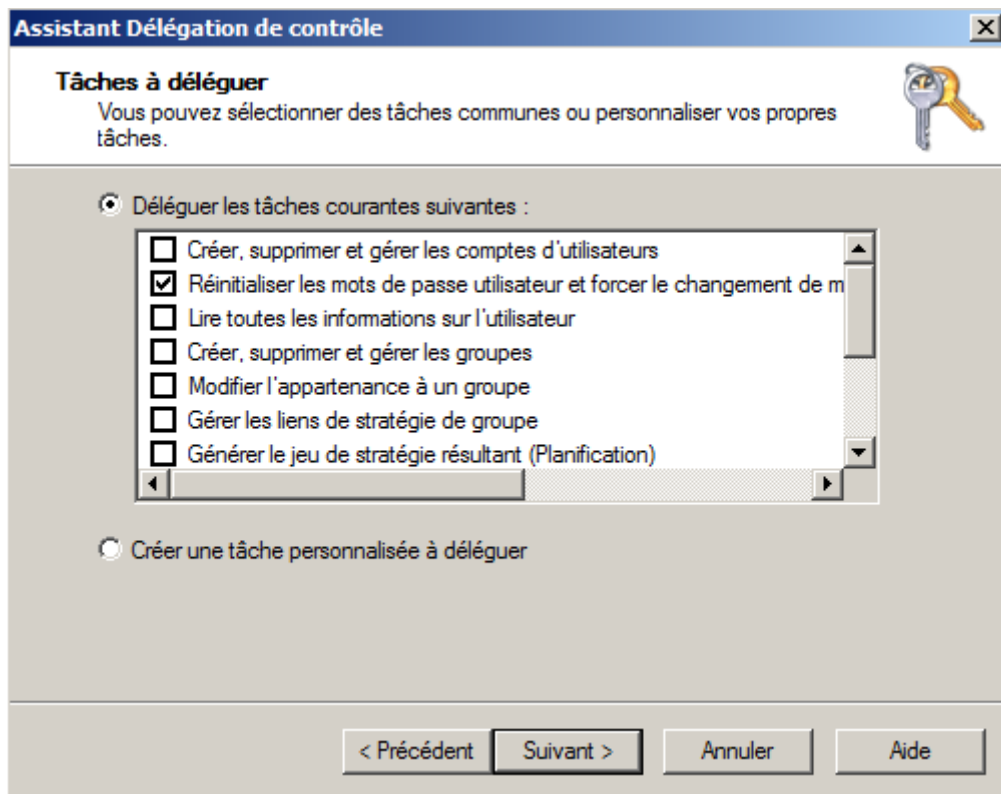 Assistant Délégation de contrôle
Tâches à déléguer
Vous pouvez sélectionner des tâches communes ou personnaliser vos propres
tâches.
Déléguer les tâches courantes suivantes :
Créer, supprimer et gérer les comptes d'utilisateurs
Réinitialiser les mots de passe utilisateur et forcer le changement de m
Lire toutes les informations sur l'utilisateur
Créer, supprimer et gérer les groupes
Modifier l'appartenance à un groupe
Gérer les liens de stratégie de groupe
Générer le jeu de stratégie résultant (Planification)
Créer une tâche personnalisée à déléguer
< Précédent Suivant > Annuler Aide